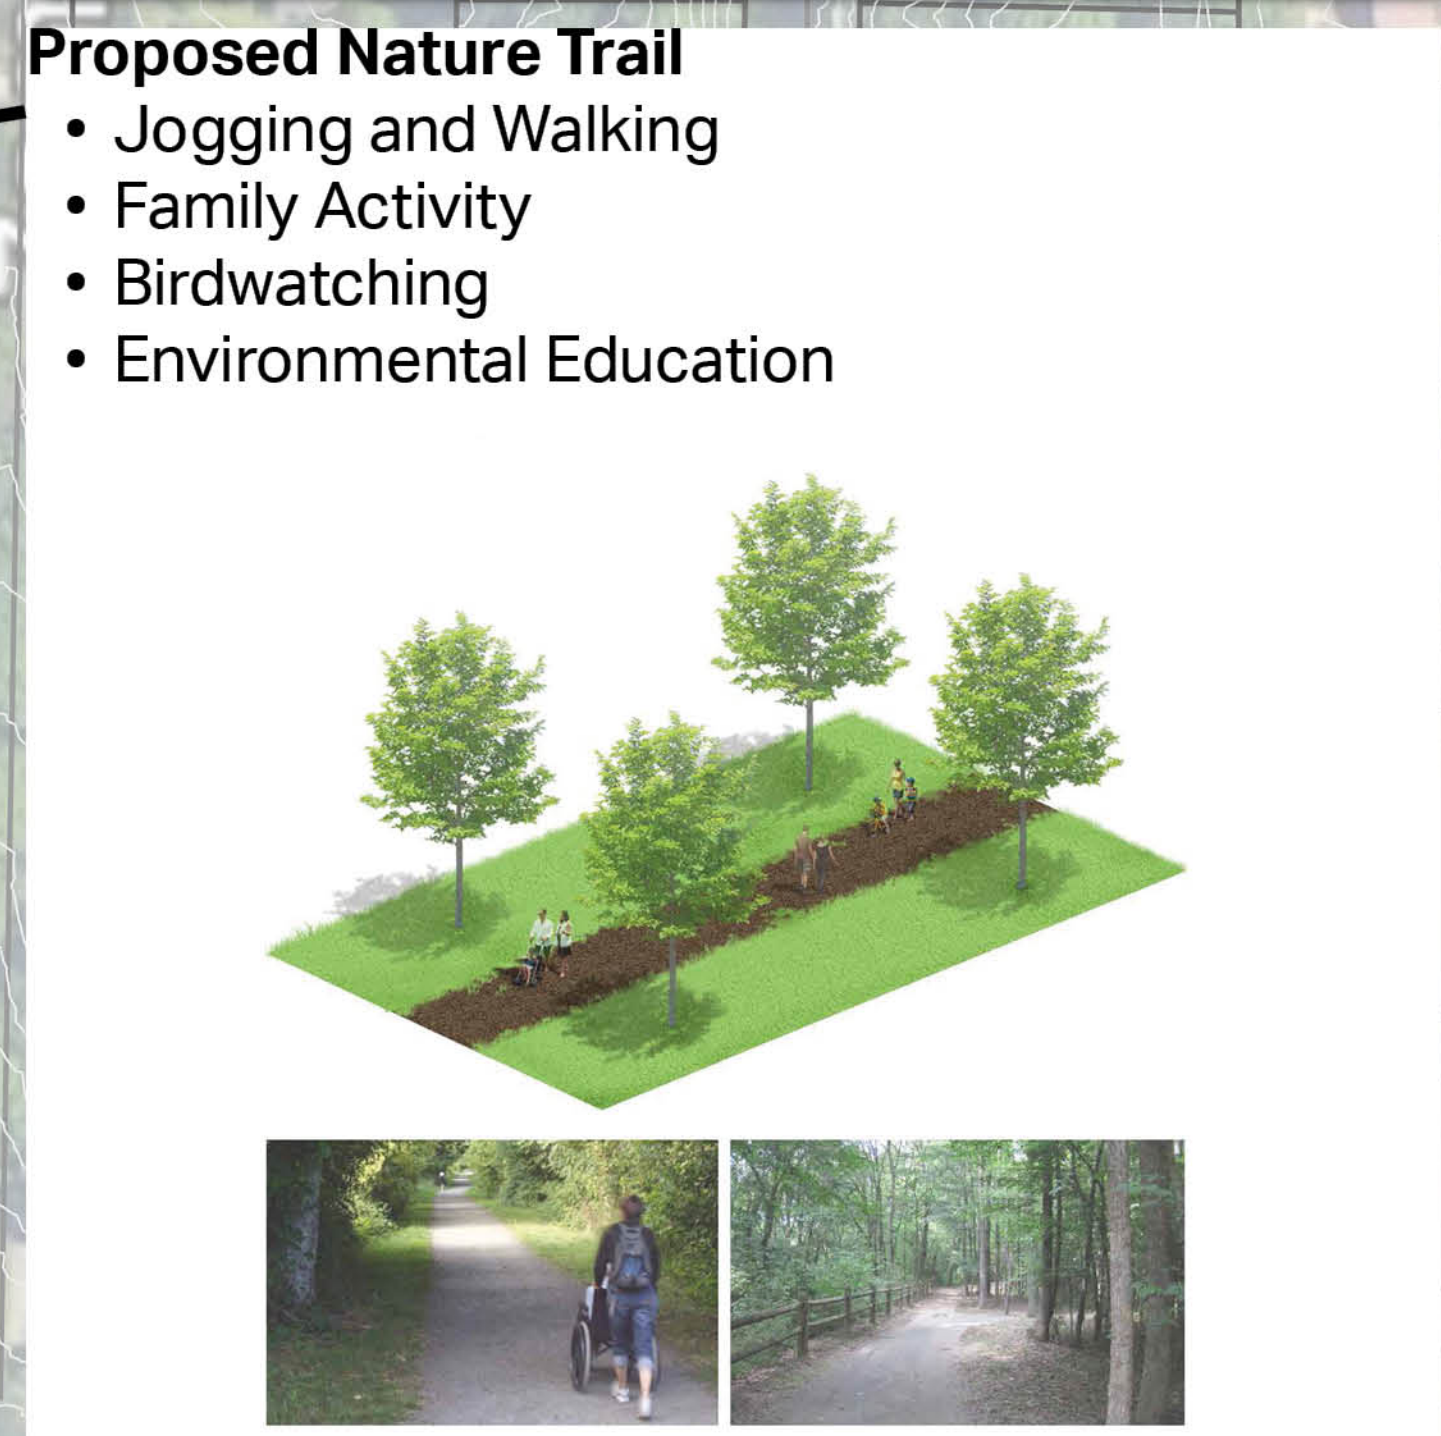 Proposed Nature Trail
• Jogging and Walking
• Family Activity
• Birdwatching
• Environmental Education